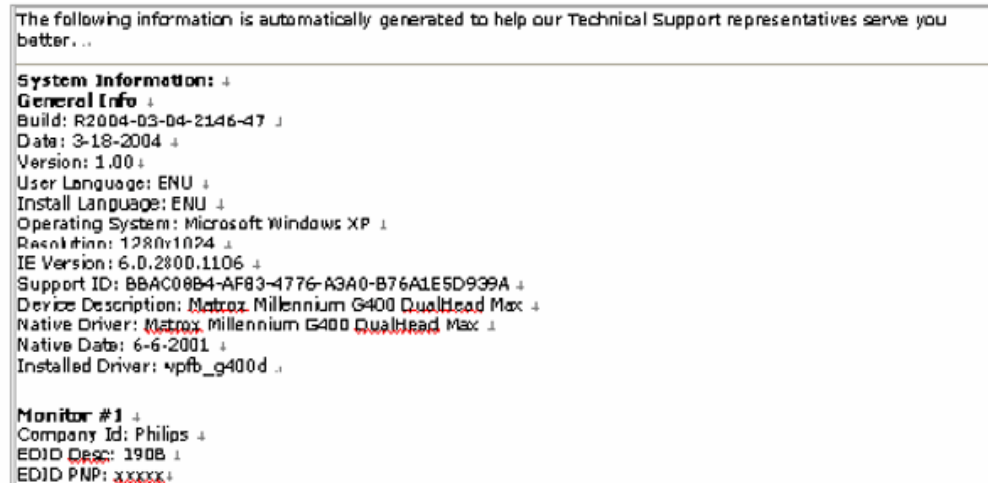 The following information is automatically generated to help our Technical Support representatives serve you
better...
System Information:
General Info
Build: R2004-03-04-2146-47
Date: 3-18-2004
Version: 1.00
User Language: ENU
Install Language: ENU
Operating System: Microsoft Windows XP
Resolution: 1280x1024
IE Version: 6.0.2800.1106
Support ID: BBAC08B4-AF83-4776-A3A0-B76A1E5D939A
Device Description: Matrox Millennium G400 DualHead Max
Native Driver: Matrox Millennium G400 DualHead Max
Native Date: 6-6-2001
Installed Driver: vpfb_g400d
Monitor #1
Company Id: Philips
EDID Desc: 190B
EDID PNP: xxxxx